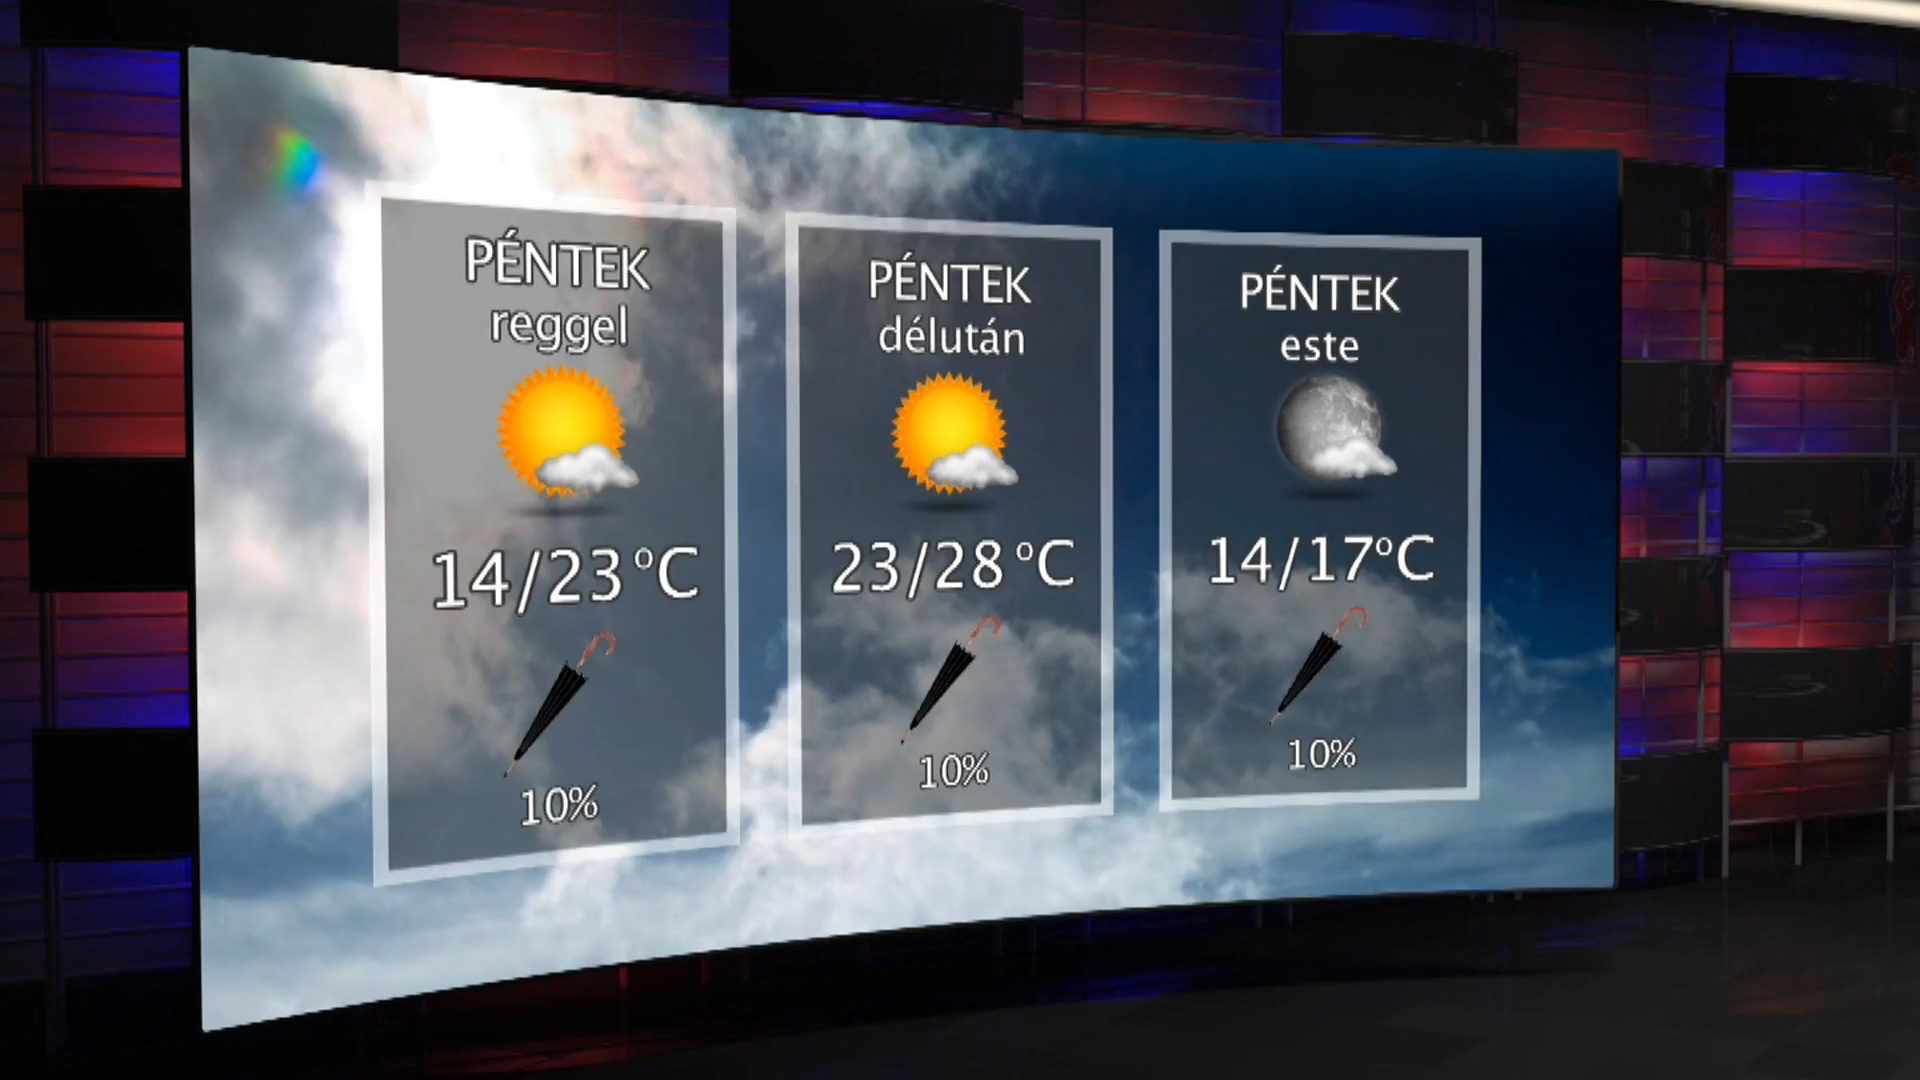 PÉNTEK
reggel
14/23°C
10%
PÉNTEK
délután
23/28°C
10%
PÉNTEK
este
14/17°C
10%